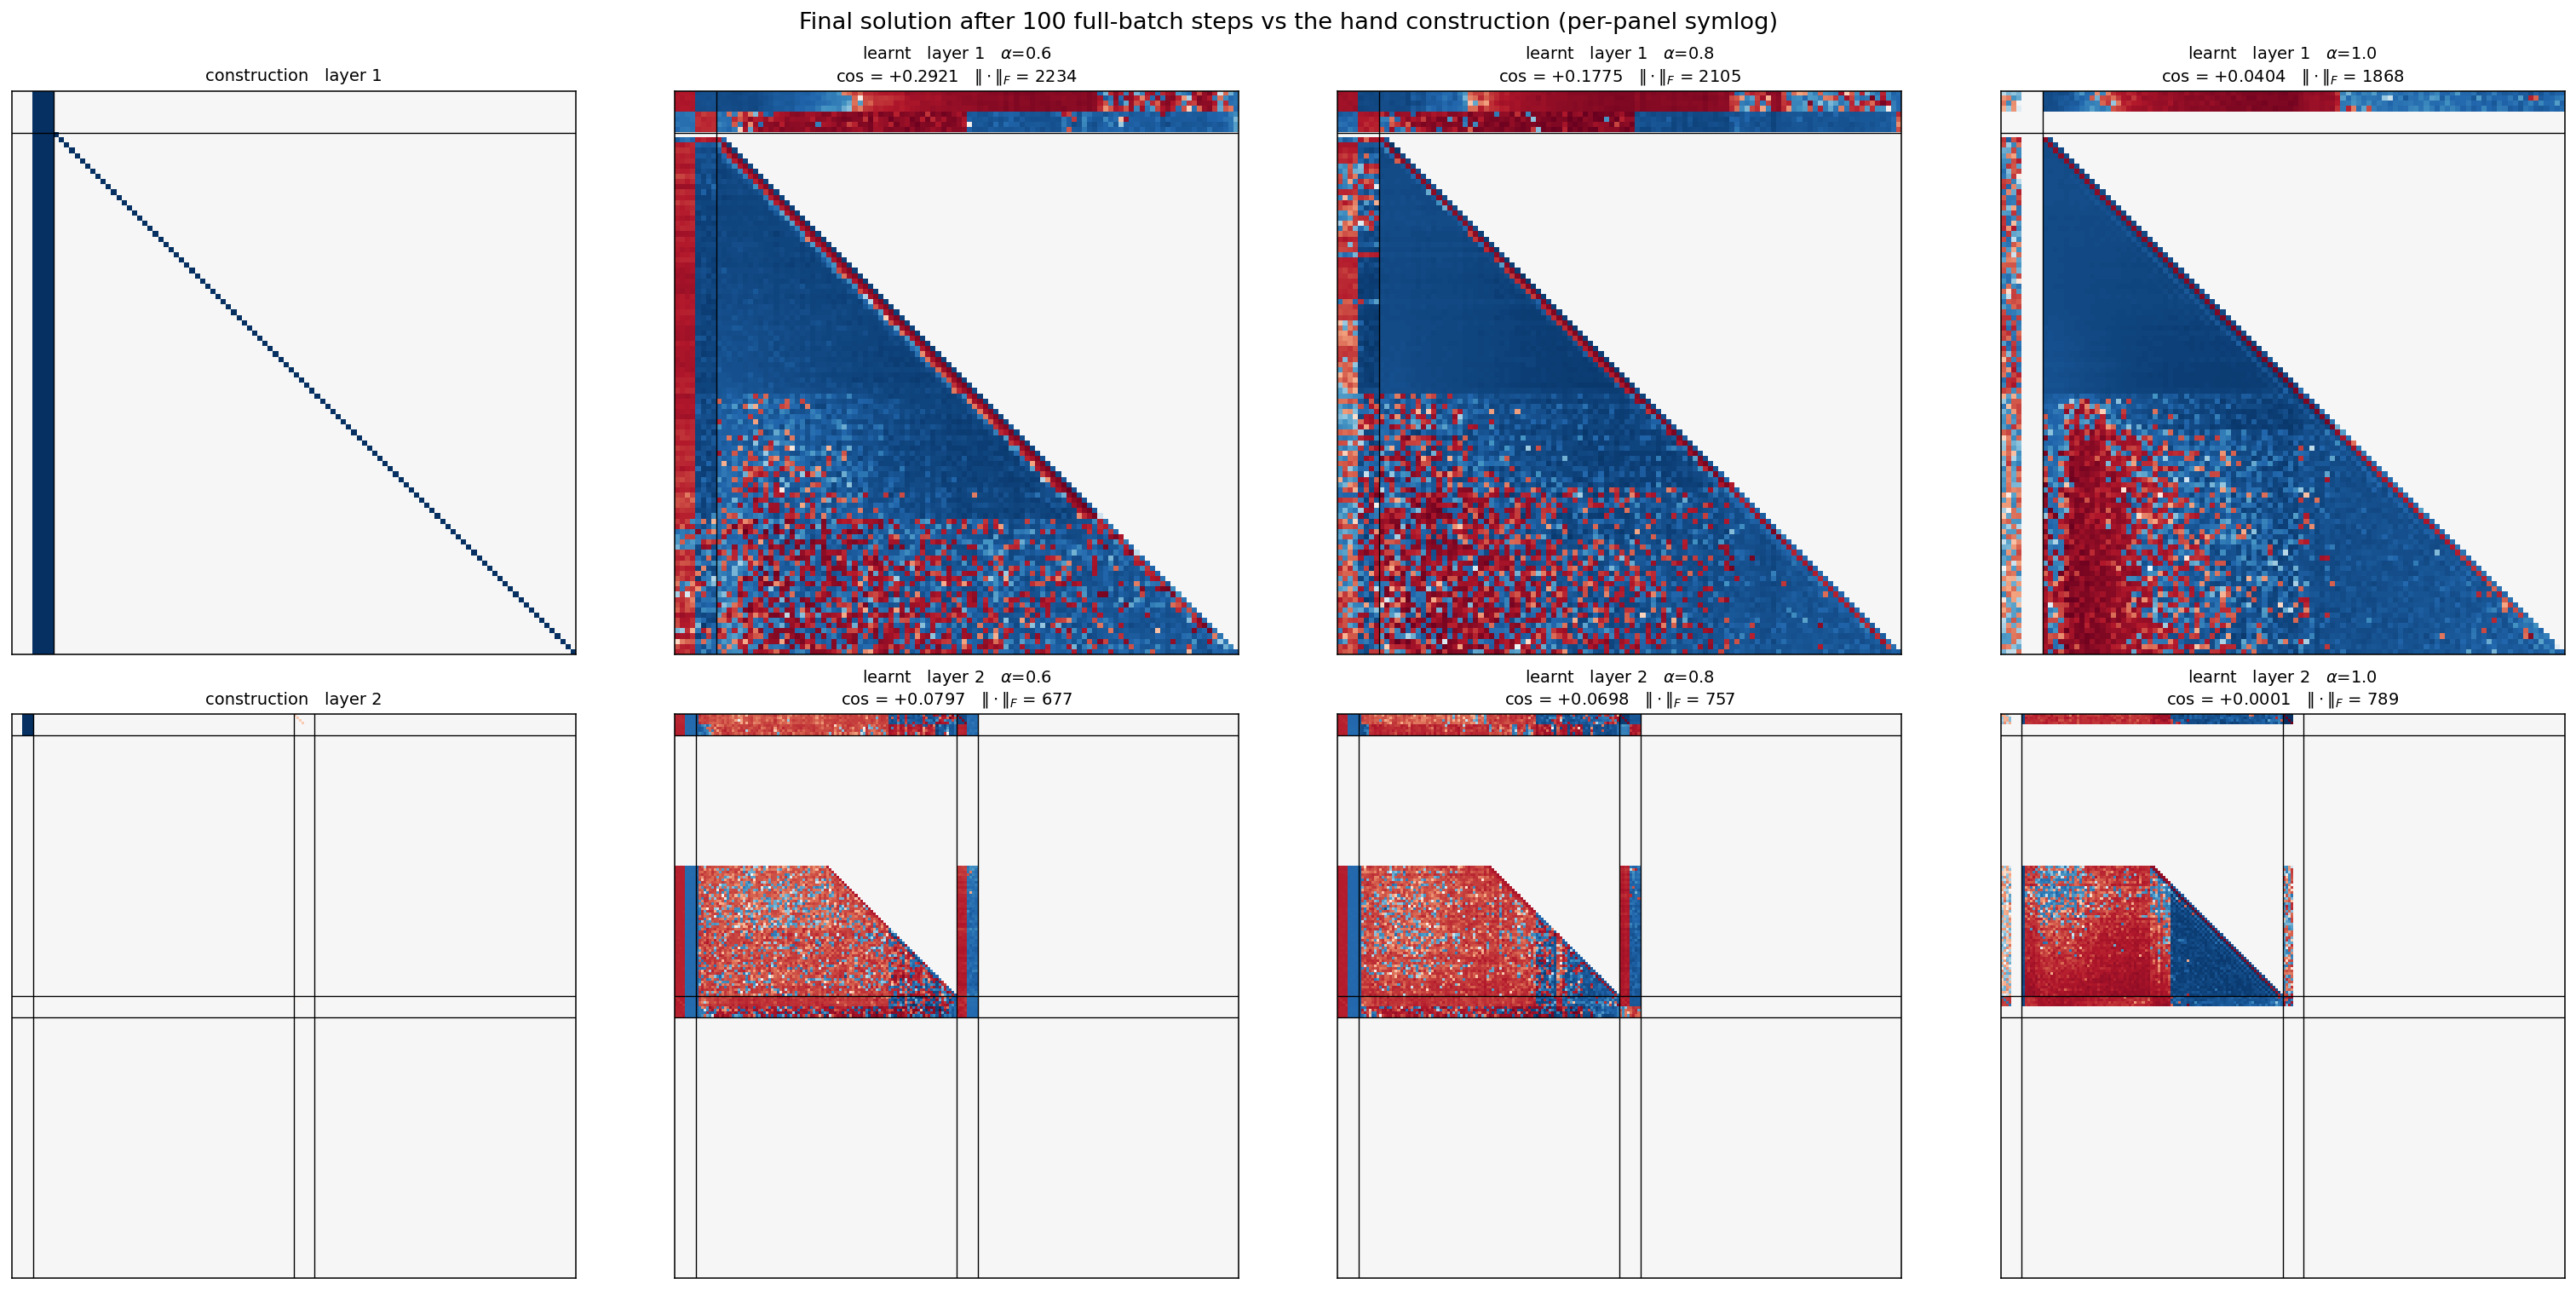 Final solution after 100 full-batch steps vs the hand construction (per-panel symlog)
construction layer 1
learnt layer 1 α=0.6
cos = +0.2921 ‖·‖F = 2234
learnt layer 1 α=0.8
cos = +0.1775 ‖·‖F = 2105
learnt layer 1 α=1.0
cos = +0.0404 ‖·‖F = 1868
construction layer 2
learnt layer 2 α=0.6
cos = +0.0797 ‖·‖F = 677
learnt layer 2 α=0.8
cos = +0.0698 ‖·‖F = 757
learnt layer 2 α=1.0
cos = +0.0001 ‖·‖F = 789